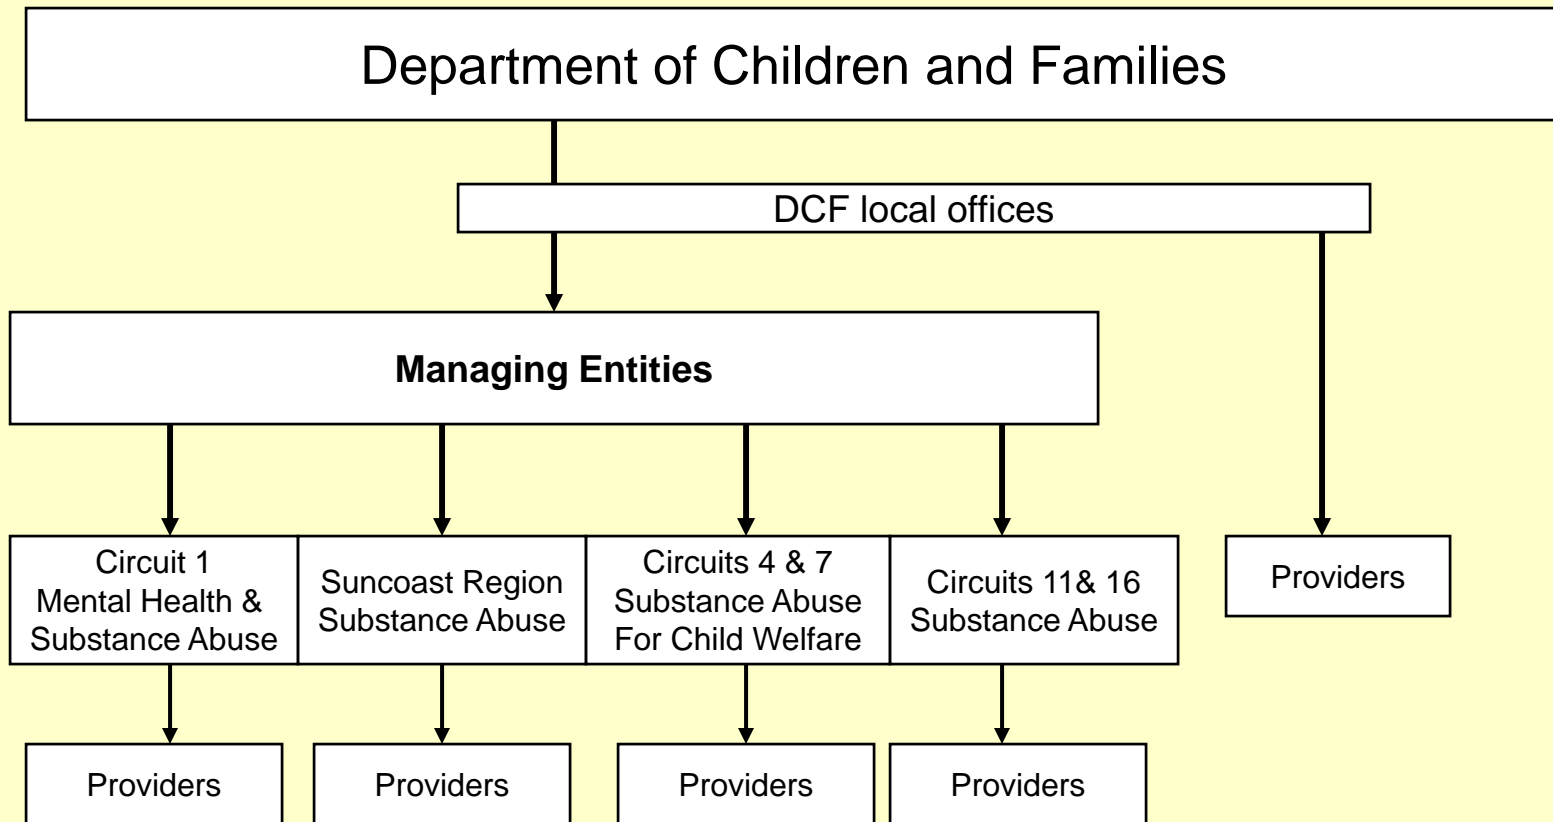 Department of Children and Families
DCF local offices
Managing Entities
Circuit 1
Mental Health &
Substance Abuse
Suncoast Region
Substance Abuse
Circuits 4 & 7
Substance Abuse
For Child Welfare
Circuits 11& 16
Substance Abuse
Providers
Providers
Providers
Providers
Providers